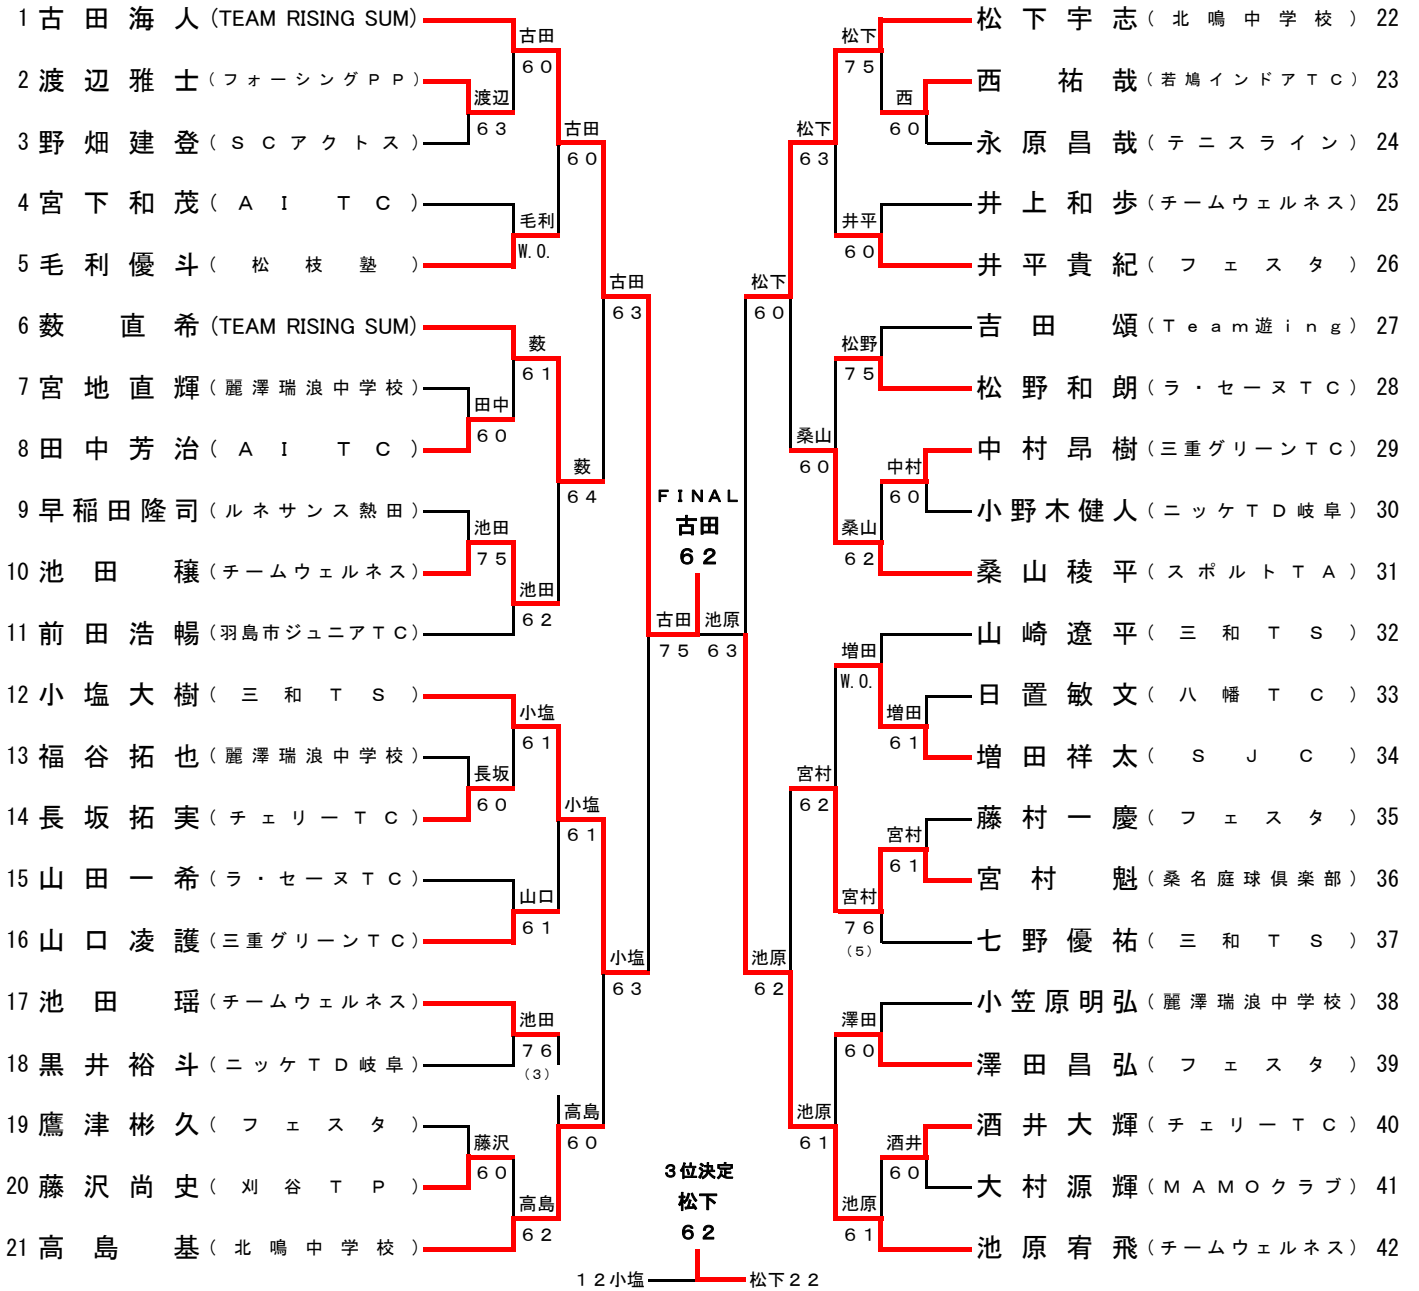 1 古田海人 (TEAM RISING SUM)
2 渡辺雅士 (フォーシングＰＰ)
3 野畑建登 (ＳＣアクトス)
4 宮下和茂 (ＡＩＴＣ)
5 毛利優斗 (松枝塾)
6 薮直希 (TEAM RISING SUM)
7 宮地直輝 (麗澤瑞浪中学校)
8 田中芳治 (ＡＩＴＣ)
9 早稲田隆司 (ルネサンス熱田)
10 池田穣 (チームウェルネス)
11 前田浩暢 (羽島市ジュニアＴＣ)
12 小塩大樹 (三和ＴＳ)
13 福谷拓也 (麗澤瑞浪中学校)
14 長坂拓実 (チェリーＴＣ)
15 山田一希 (ラ・セーヌＴＣ)
16 山口凌護 (三重グリーンＴＣ)
17 池田瑶 (チームウェルネス)
18 黒井裕斗 (ニッケＴＤ岐阜)
19 鷹津彬久 (フェスタ)
20 藤沢尚史 (刈谷ＴＰ)
21 高島基 (北鳴中学校)
渡辺
６３
田中
６０
池田
７５
長坂
６０
藤沢
６０
古田
６０
毛利
W.O.
薮
６１
池田
６２
小塩
６１
山口
６１
池田
７６
(3)
高島
６２
古田
６０
薮
６４
小塩
６１
高島
６０
古田
６３
小塩
６３
古田
７５
ＦＩＮＡＬ
古田
６２
池原
６３
松下
６０
池原
６２
松下
６３
桑山
６０
宮村
６２
池原
６１
松下
７５
井平
６０
松野
７５
桑山
６２
増田
W.O.
宮村
７６
(5)
澤田
６０
池原
６１
西
６０
中村
６０
増田
６１
宮村
６１
酒井
６０
松下宇志 (北鳴中学校) 22
西祐哉 (若鳩インドアＴＣ) 23
永原昌哉 (テニスライン) 24
井上和歩 (チームウェルネス) 25
井平貴紀 (フェスタ) 26
吉田頌 (Ｔｅａｍ遊ｉｎｇ) 27
松野和朗 (ラ・セーヌＴＣ) 28
中村昂樹 (三重グリーンＴＣ) 29
小野木健人 (ニッケＴＤ岐阜) 30
桑山稜平 (スポルトＴＡ) 31
山崎遼平 (三和ＴＳ) 32
日置敏文 (八幡ＴＣ) 33
増田祥太 (ＳＪＣ) 34
藤村一慶 (フェスタ) 35
宮村魁 (桑名庭球倶楽部) 36
七野優祐 (三和ＴＳ) 37
小笠原明弘 (麗澤瑞浪中学校) 38
澤田昌弘 (フェスタ) 39
酒井大輝 (チェリーＴＣ) 40
大村源輝 (ＭＡＭＯクラブ) 41
池原宥飛 (チームウェルネス) 42
３位決定
松下
６２
１２小塩 松下２２